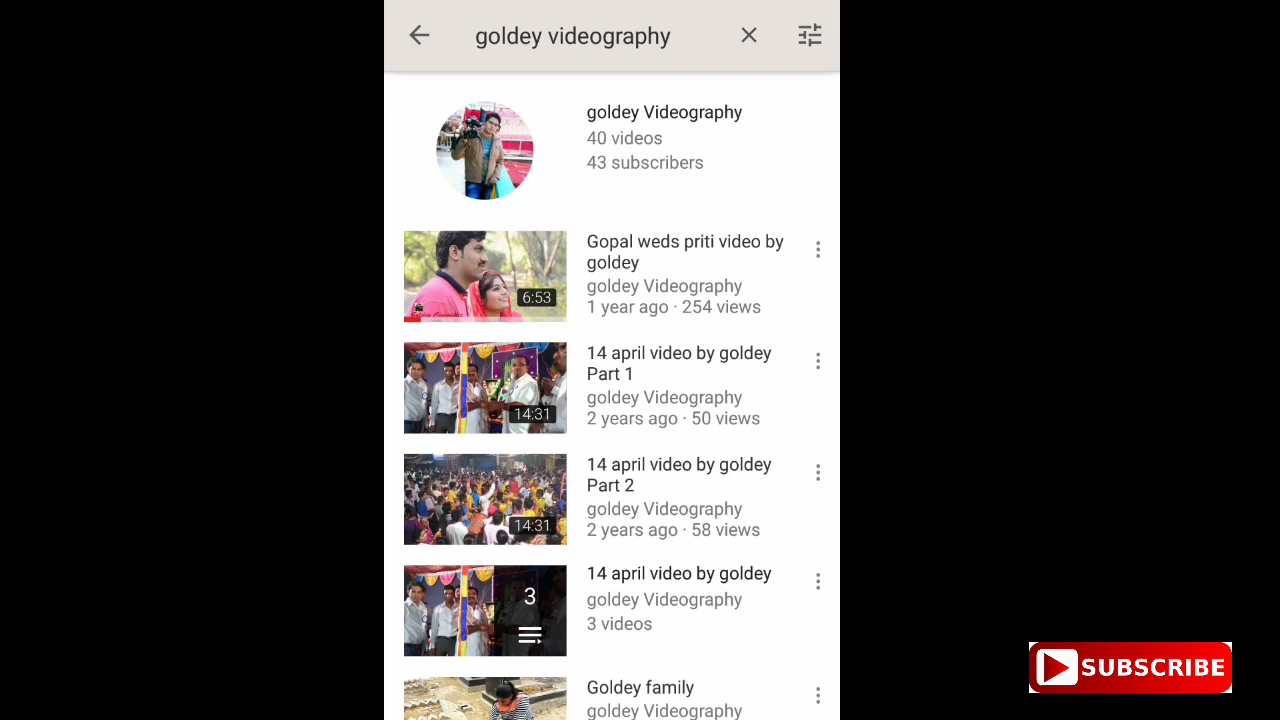 goldey videography
goldey Videography
40 videos
43 subscribers
Gopal weds priti video by
goldey
goldey Videography
1 year ago · 254 views
6:53
14 april video by goldey
Part 1
goldey Videography
2 years ago · 50 views
14:31
14 april video by goldey
Part 2
goldey Videography
2 years ago · 58 views
14:31
14 april video by goldey
goldey Videography
3 videos
3
Goldey family
goldey Videography
SUBSCRIBE